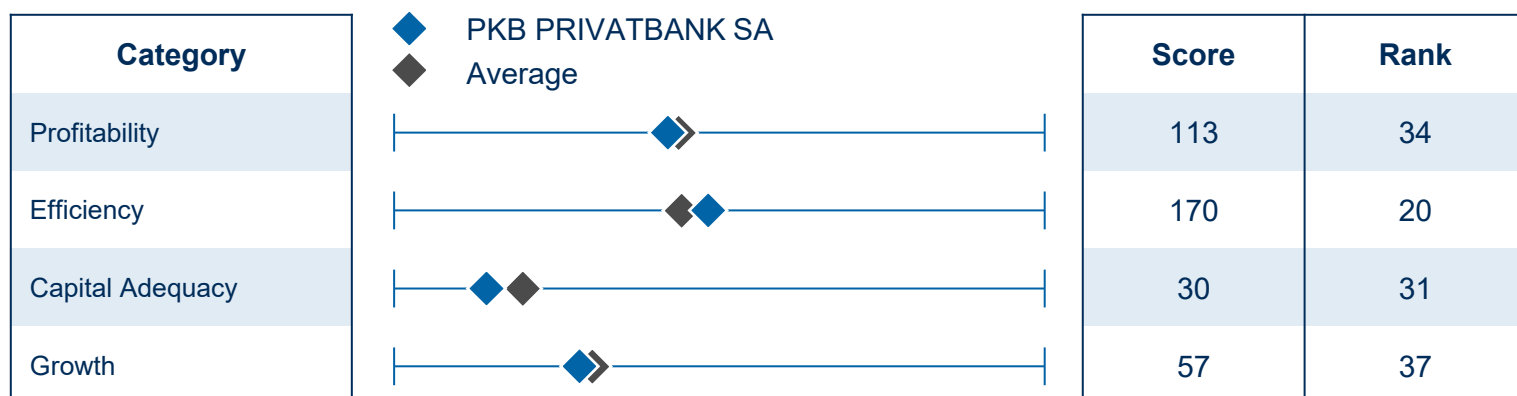 Category
PKB PRIVATBANK SA
Average
Score Rank
Profitability 113 34
Efficiency 170 20
Capital Adequacy 30 31
Growth 57 37